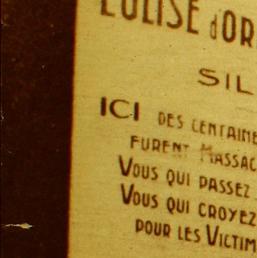 L'EGLISE d'OR
SIL
ICI DES CENTAINE
FURENT MASSAC
VOUS QUI PASSEZ
VOUS QUI CROYEZ
POUR LES VICTIM